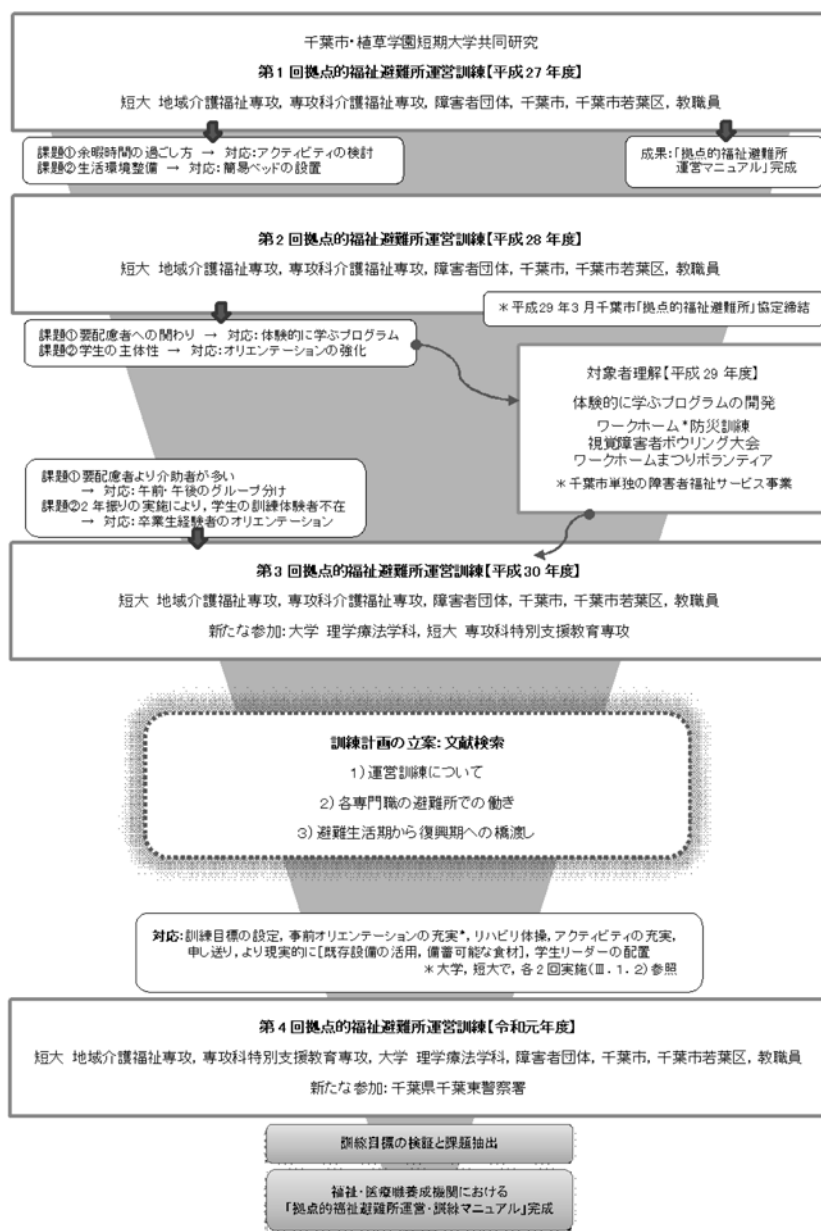 千葉市・植草学園短期大学共同研究
第1回拠点的福祉避難所運営訓練【平成27年度】
短大 地域介護福祉専攻, 専攻科介護福祉専攻, 障害者団体, 千葉市, 千葉市若葉区, 教職員
課題①余暇時間の過ごし方 → 対応:アクティビティの検討
課題②生活環境整備 → 対応:簡易ベッドの設置
成果:「拠点的福祉避難所
運営マニュアル」完成
第2回拠点的福祉避難所運営訓練【平成28年度】
短大 地域介護福祉専攻, 専攻科介護福祉専攻, 障害者団体, 千葉市, 千葉市若葉区, 教職員
*平成29年3月千葉市「拠点的福祉避難所」協定締結
課題①要配慮者への関わり → 対応:体験的に学ぶプログラム
課題②学生の主体性 → 対応:オリエンテーションの強化
対象者理解【平成29年度】
体験的に学ぶプログラムの開発
ワークホーム*防災訓練
視覚障害者ボウリング大会
ワークホームまつりボランティア
*千葉市単独の障害者福祉サービス事業
課題①要配慮者より介助者が多い
→ 対応:午前・午後のグループ分け
課題②2年振りの実施により, 学生の訓練体験者不在
→ 対応:卒業生経験者のオリエンテーション
第3回拠点的福祉避難所運営訓練【平成30年度】
短大 地域介護福祉専攻, 専攻科介護福祉専攻, 障害者団体, 千葉市, 千葉市若葉区, 教職員
新たな参加:大学 理学療法学科, 短大 専攻科特別支援教育専攻
訓練計画の立案:文献検索
1)運営訓練について
2)各専門職の避難所での働き
3)避難生活期から復興期への橋渡し
対応:訓練目標の設定, 事前オリエンテーションの充実*, リハビリ体操, アクティビティの充実,
申し送り, より現実的に[既存設備の活用, 備蓄可能な食材], 学生リーダーの配置
*大学, 短大で, 各2回実施(Ⅲ.1.2)参照
第4回拠点的福祉避難所運営訓練【令和元年度】
短大 地域介護福祉専攻, 専攻科特別支援教育専攻, 大学 理学療法学科, 障害者団体, 千葉市, 千葉市若葉区, 教職員
新たな参加:千葉県千葉東警察署
訓練目標の検証と課題抽出
福祉・医療職養成機関における
「拠点的福祉避難所運営・訓練マニュアル」完成